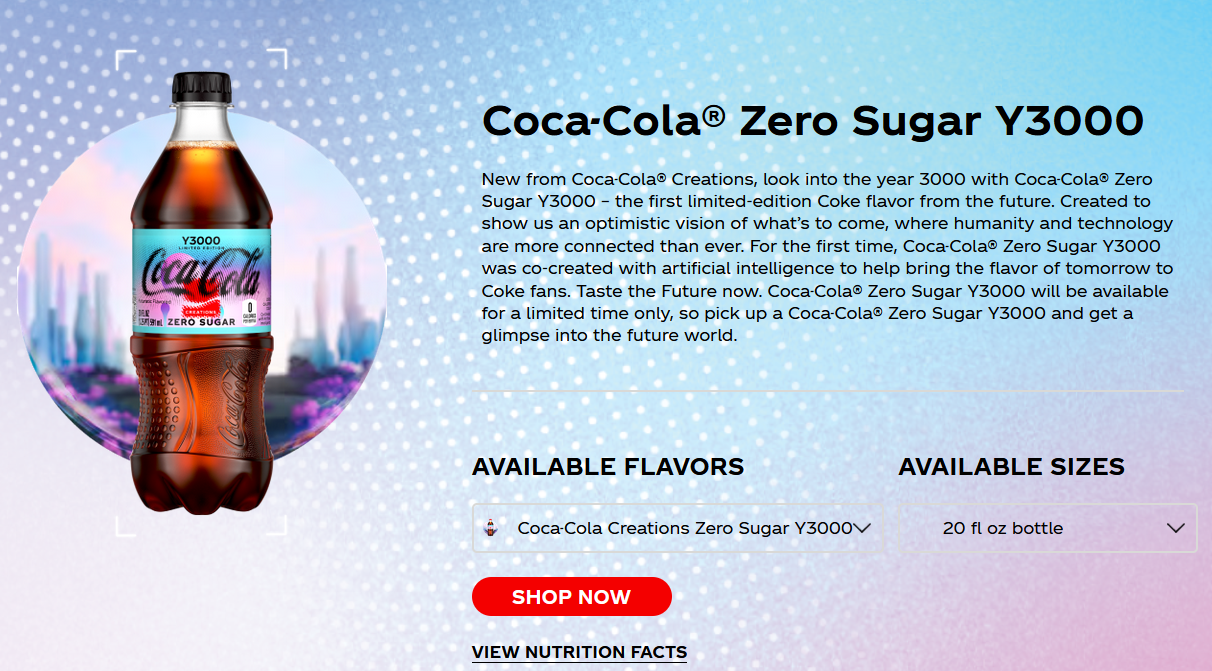 Coca-Cola® Zero Sugar Y3000
New from Coca-Cola® Creations, look into the year 3000 with Coca-Cola® Zero
Sugar Y3000 – the first limited-edition Coke flavor from the future. Created to
show us an optimistic vision of what's to come, where humanity and technology
are more connected than ever. For the first time, Coca-Cola® Zero Sugar Y3000
was co-created with artificial intelligence to help bring the flavor of tomorrow to
Coke fans. Taste the Future now. Coca-Cola® Zero Sugar Y3000 will be available
for a limited time only, so pick up a Coca-Cola® Zero Sugar Y3000 and get a
glimpse into the future world.
Y3000
LIMITED EDITION
Coca-Cola
CREATIONS
ZERO SUGAR
0
Coca-Cola
AVAILABLE FLAVORS
Coca-Cola Creations Zero Sugar Y3000
AVAILABLE SIZES
20 fl oz bottle
SHOP NOW
VIEW NUTRITION FACTS